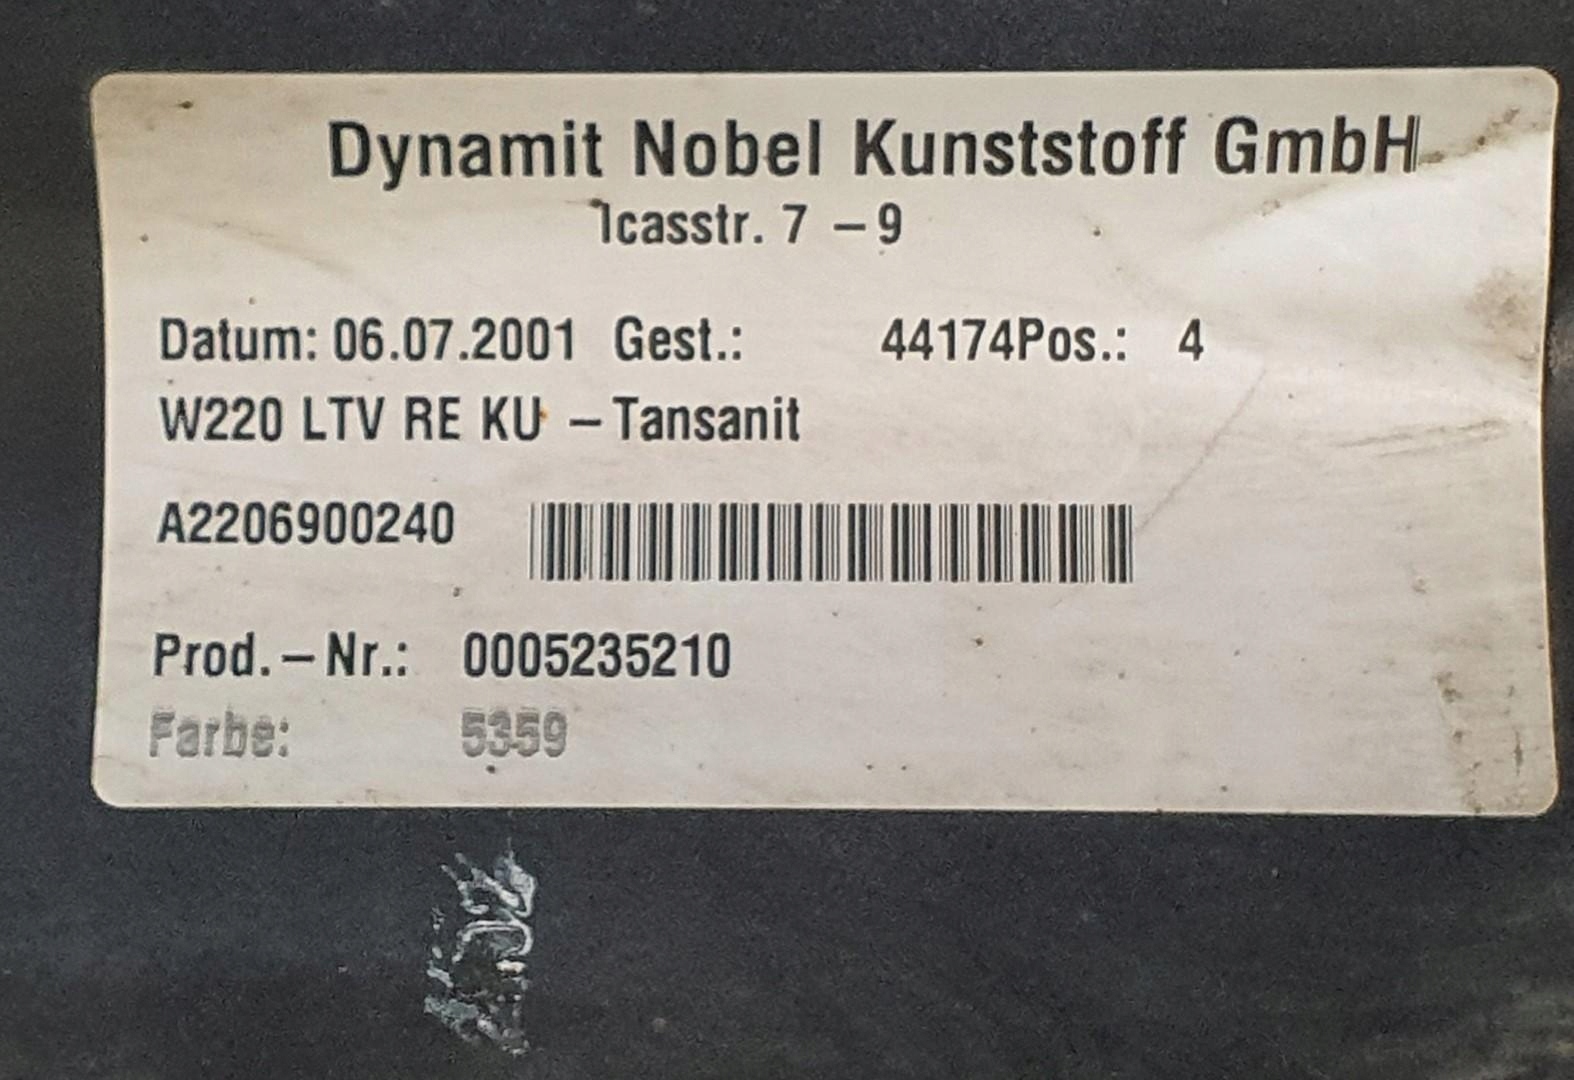 Dynamit Nobel Kunststoff GmbH
1casstr. 7 – 9
Datum: 06.07.2001 Gest.: 44174Pos.: 4
W220 LTV RE KU – Tansanit
A2206900240
Prod. – Nr.: 0005235210
Farbe: 5359